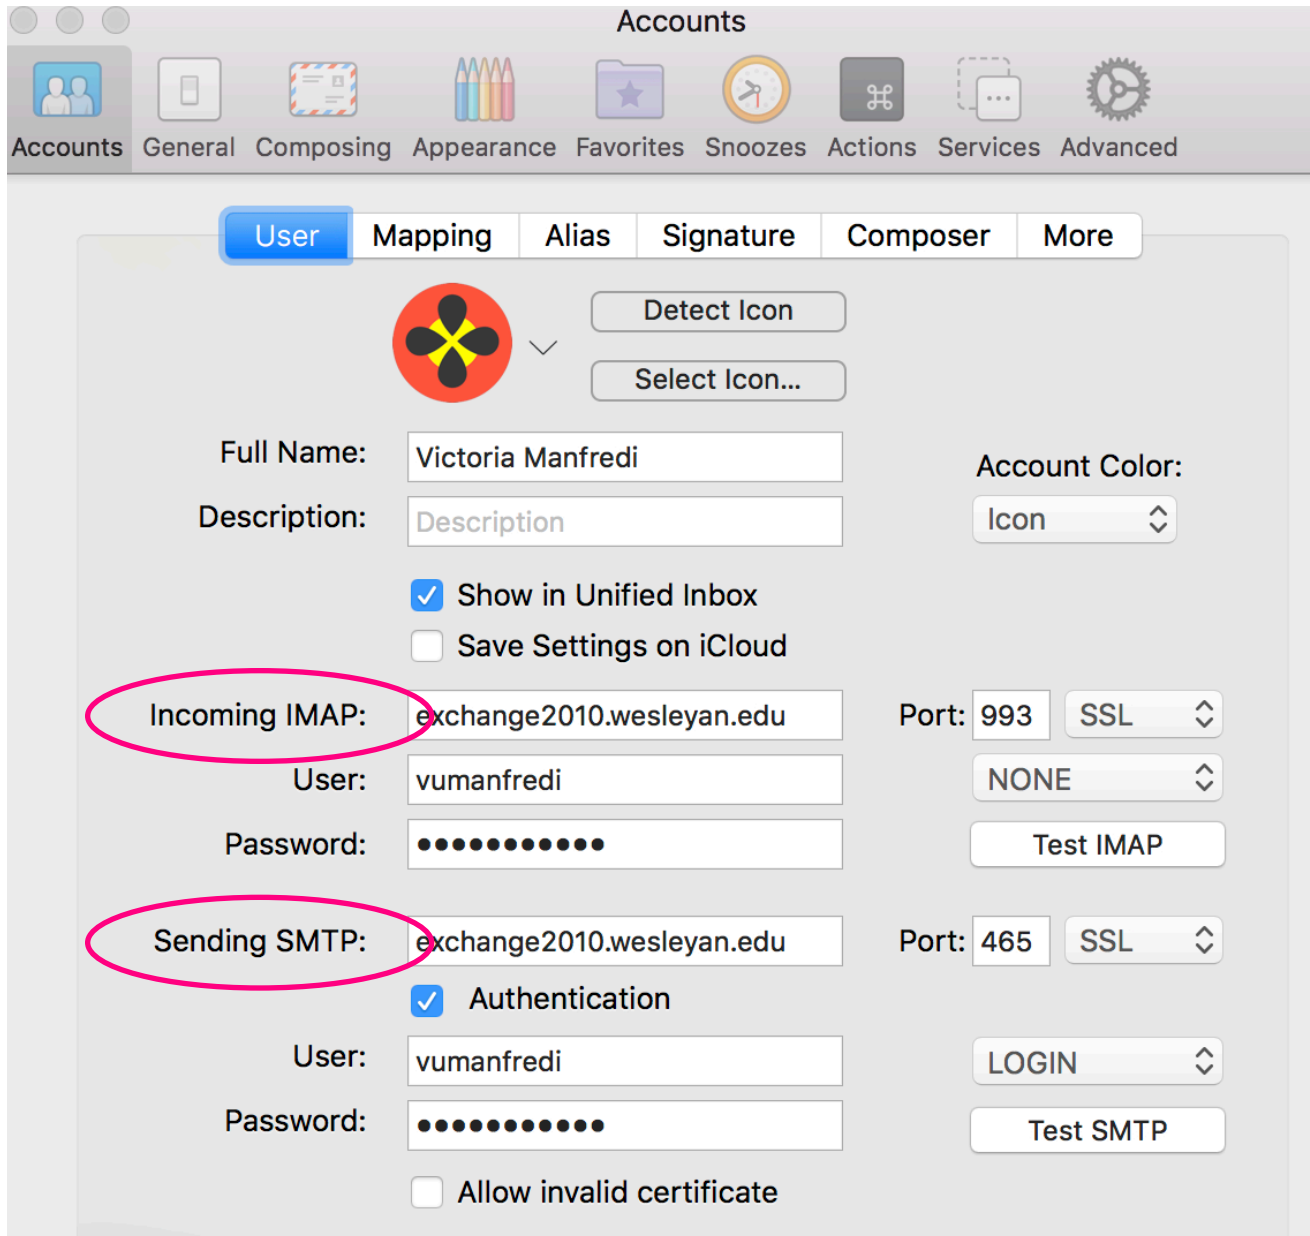 Accounts
Accounts General Composing Appearance Favorites Snoozes Actions Services Advanced
User Mapping Alias Signature Composer More
Detect Icon
Select Icon...
Full Name: Victoria Manfredi
Account Color:
Description: Description
Icon
Show in Unified Inbox
Save Settings on iCloud
Incoming IMAP: exchange2010.wesleyan.edu Port: 993 SSL
User: vumanfredi NONE
Password: ●●●●●●●●●●● Test IMAP
Sending SMTP: exchange2010.wesleyan.edu Port: 465 SSL
Authentication
User: vumanfredi LOGIN
Password: ●●●●●●●●●●● Test SMTP
Allow invalid certificate